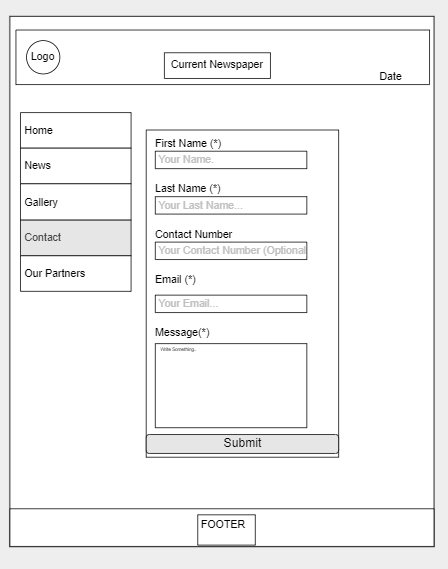 Logo
Current Newspaper
Date
Home
News
Gallery
Contact
Our Partners
First Name (*)
Your Name.
Last Name (*)
Your Last Name...
Contact Number
Your Contact Number (Optional
Email (*)
Your Email...
Message(*)
Write Something..
Submit
FOOTER